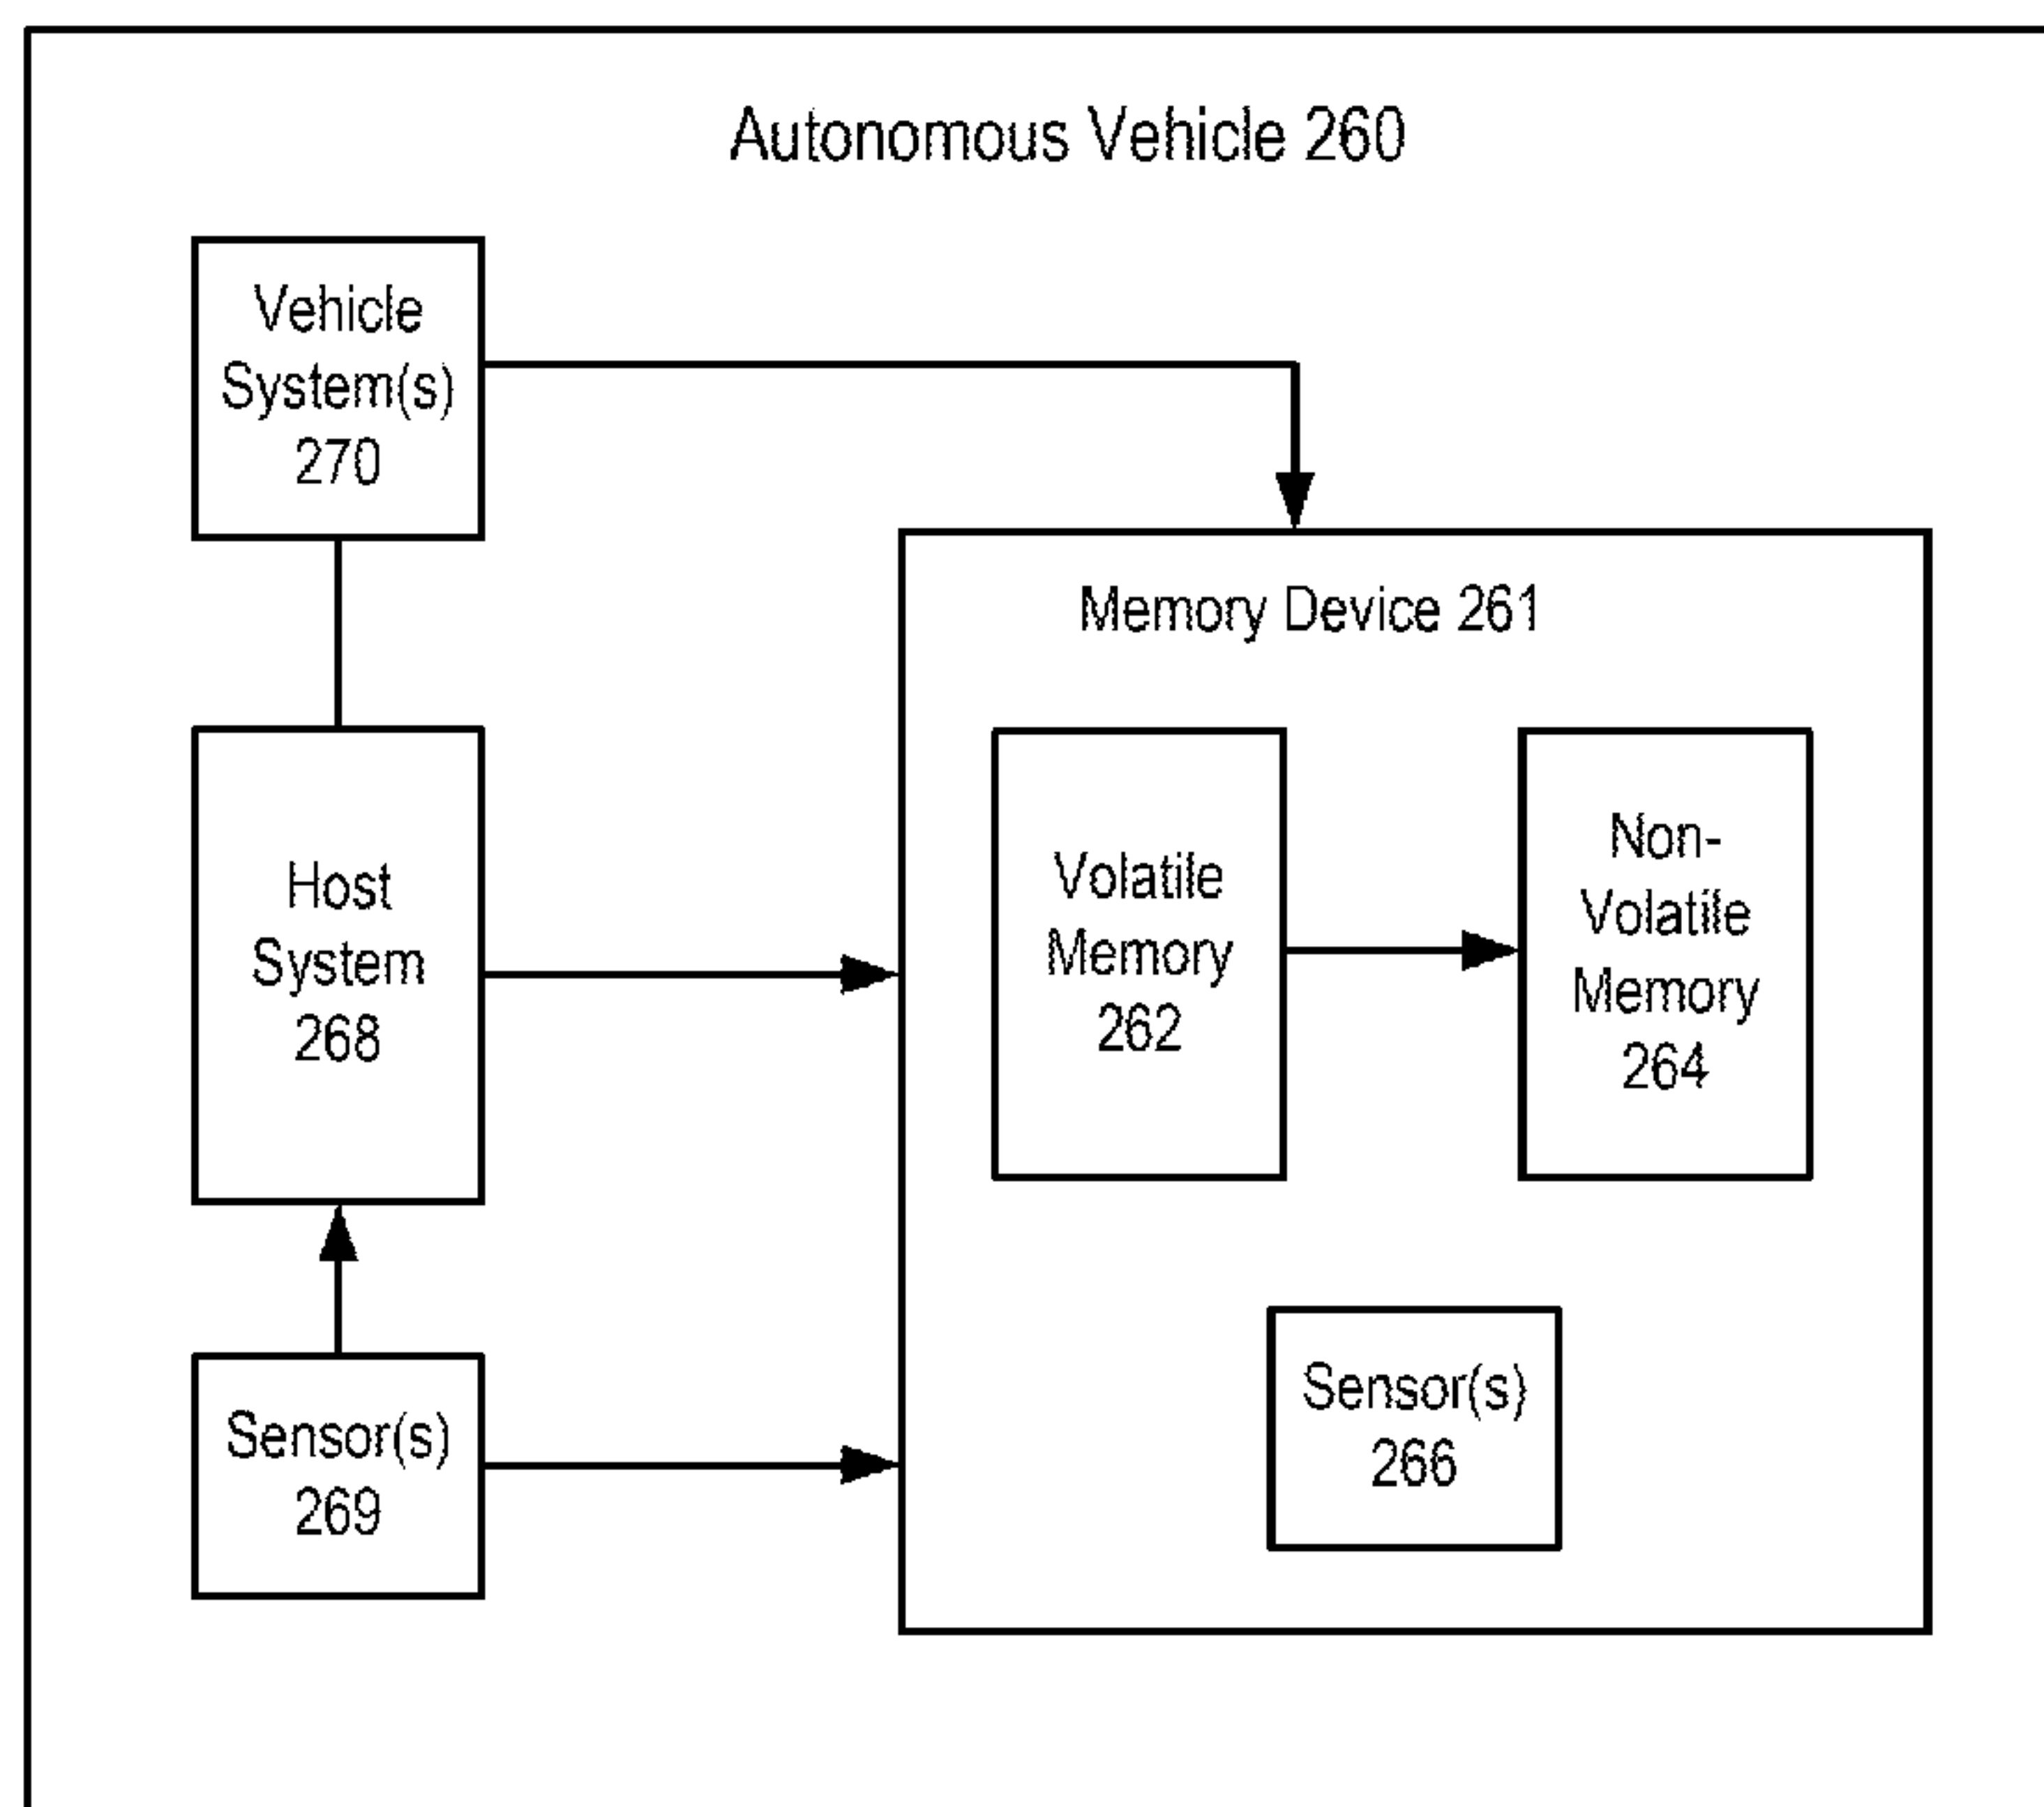 Autonomous Vehicle 260
Vehicle
System(s)
270
Memory Device 261
Host
System
268
Volatile
Memory
262
Non-
Volatile
Memory
264
Sensor(s)
269
Sensor(s)
266